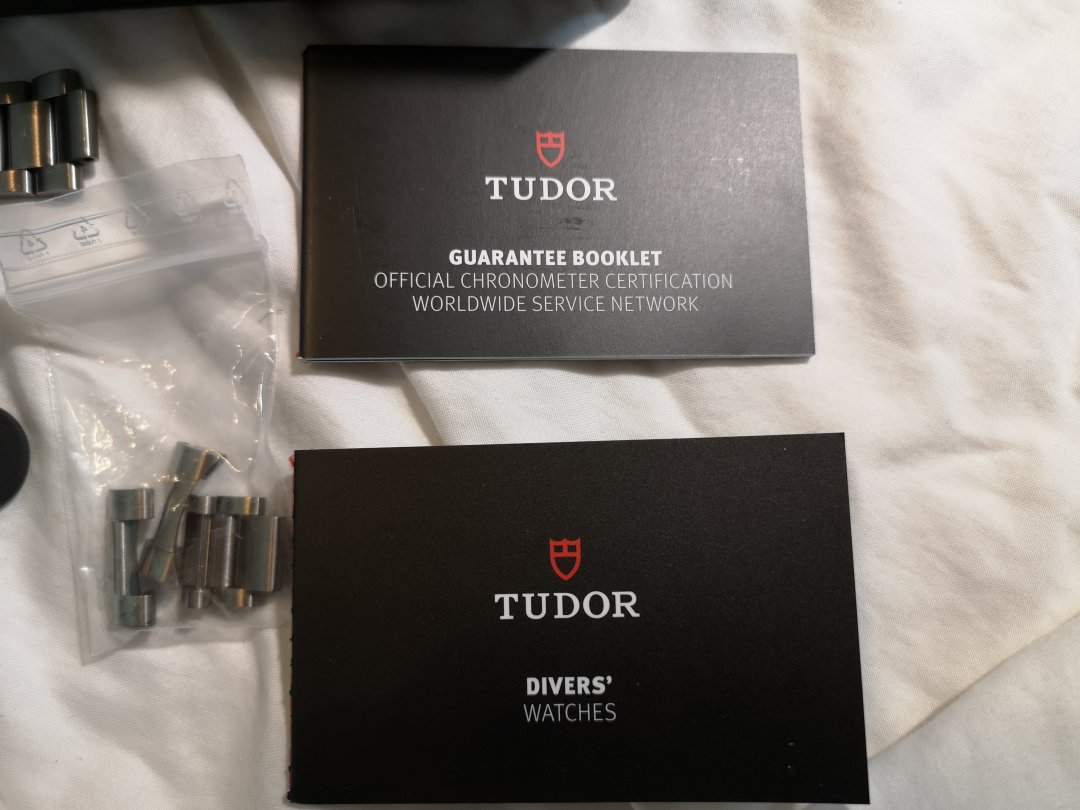 TUDOR
GUARANTEE BOOKLET
OFFICIAL CHRONOMETER CERTIFICATION
WORLDWIDE SERVICE NETWORK
TUDOR
DIVERS’
WATCHES